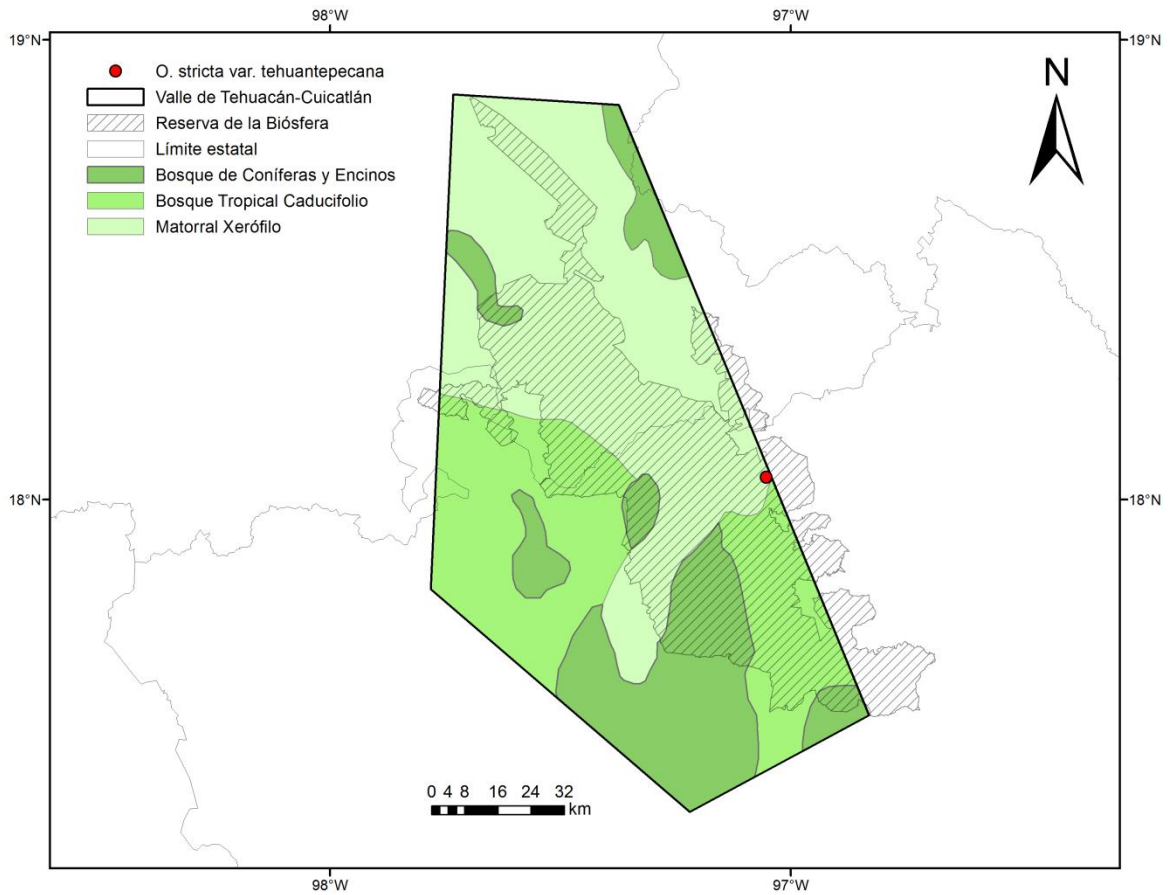 98°W 97°W
19°N 19°N
N
O. stricta var. tehuantepecana
Valle de Tehuacán-Cuicatlán
Reserva de la Biósfera
Límite estatal
Bosque de Coníferas y Encinos
Bosque Tropical Caducifolio
Matorral Xerófilo
18°N 18°N
0 4 8 16 24 32
km
98°W 97°W